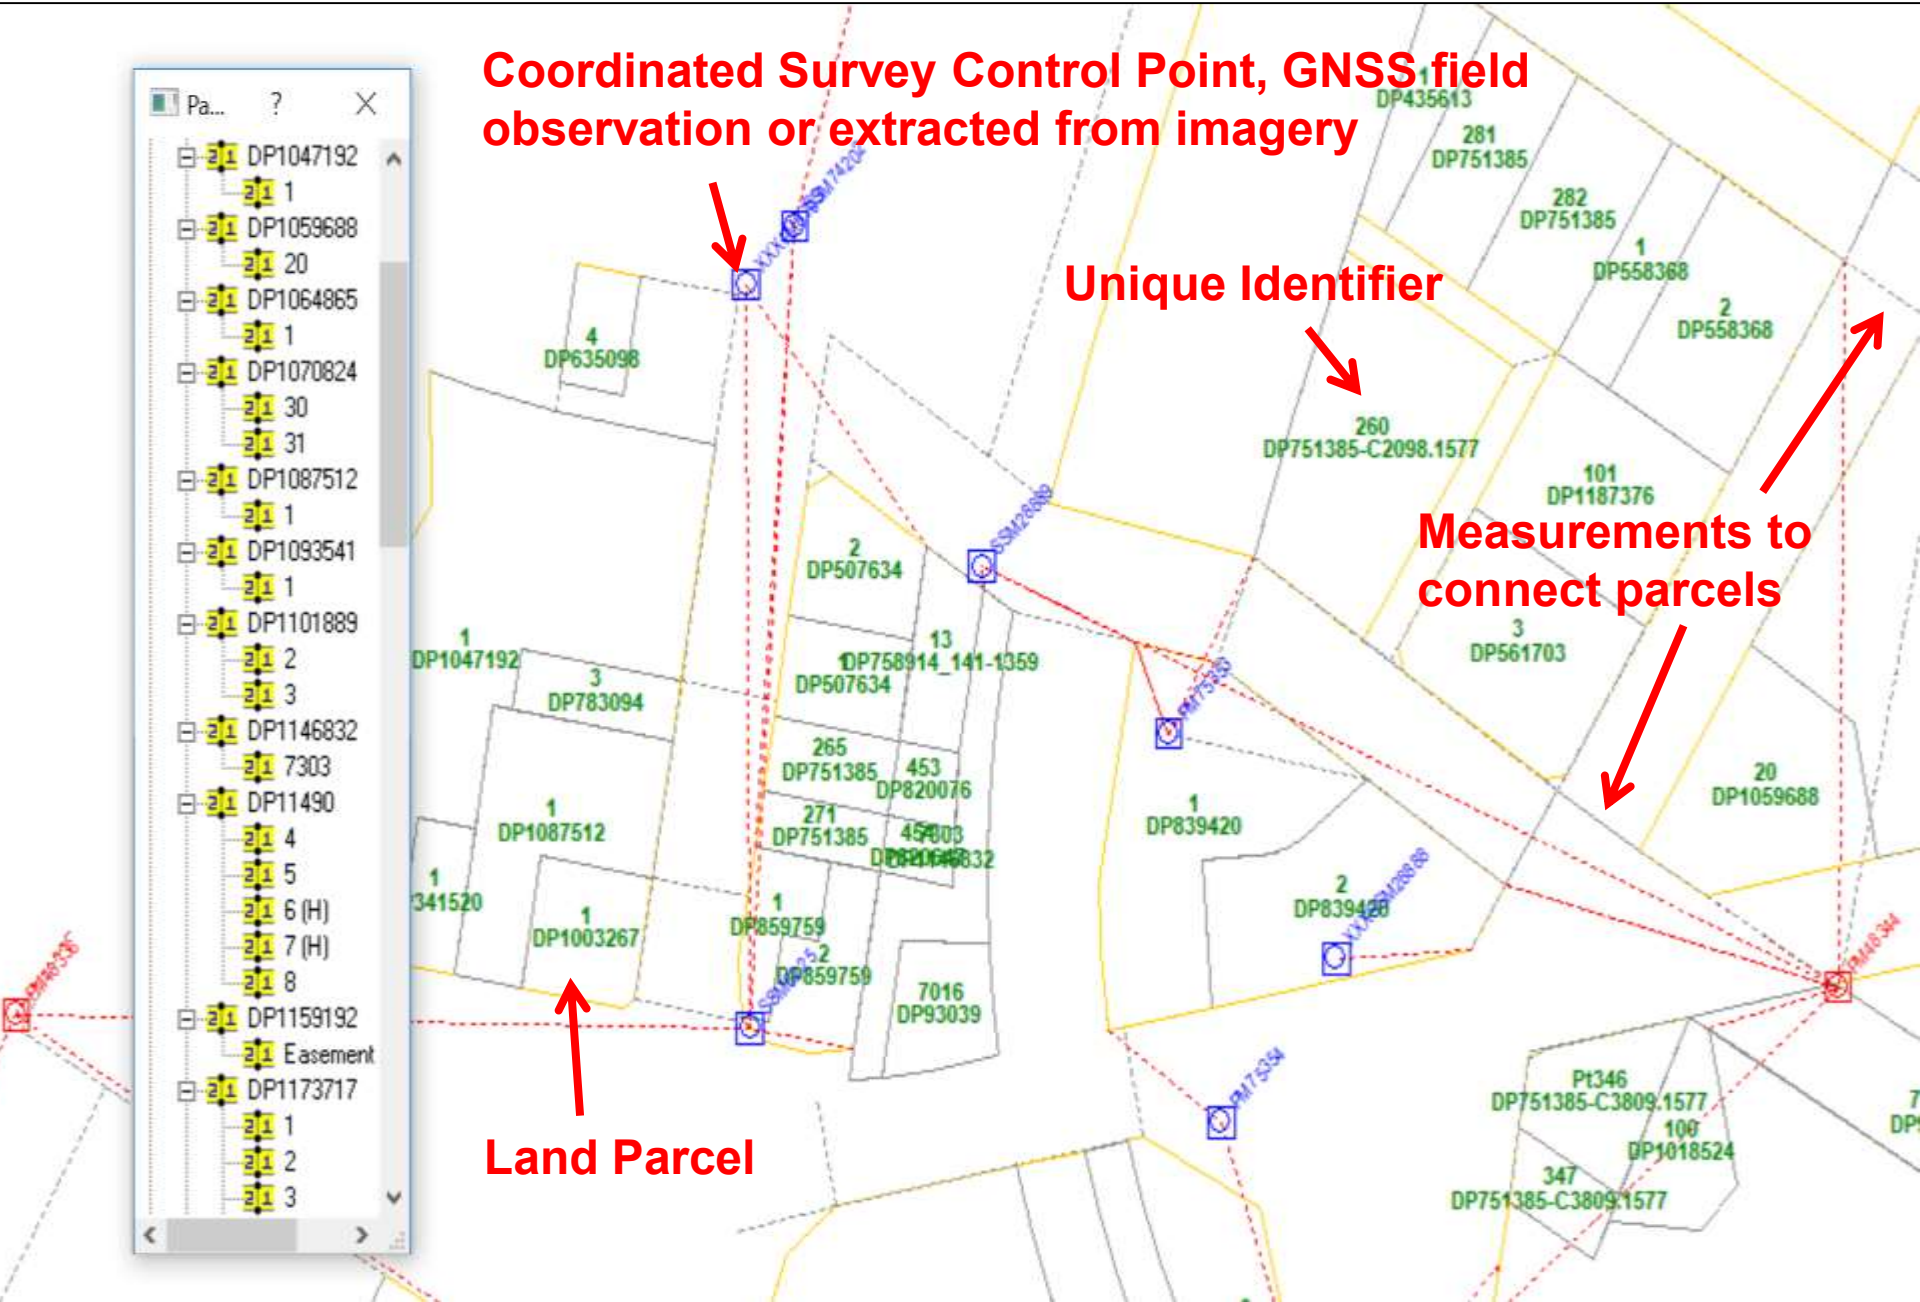 Coordinated Survey Control Point, GNSS field
observation or extracted from imagery
Pa... ?
DP1047192
1
DP1059688
20
DP1064865
1
DP1070824
30
31
DP1087512
1
DP1093541
1
DP1101889
2
3
DP1146832
7303
DP11490
4
5
6 (H)
7 (H)
8
DP1159192
Easement
DP1173717
1
2
3
Unique Identifier
Measurements to
connect parcels
Land Parcel
DP435613
281
DP751385
282
DP751385
1
DP558368
2
DP558368
4
DP635098
260
DP751385-C2098.1577
101
DP1187376
3
DP561703
20
DP1059688
2
DP507634
1
DP507634
13
DP758914_141-1359
1
DP1047192
3
DP783094
265
DP751385
453
DP820076
271
DP751385
1
DP1087512
1
DP839420
2
DP839420
1
DP1003267
1
DP859759
2
DP859759
7016
DP93039
Pt346
DP751385-C3809.1577
100
DP1018524
347
DP751385-C3809.1577
SSM74202
SSM28889
PM75354